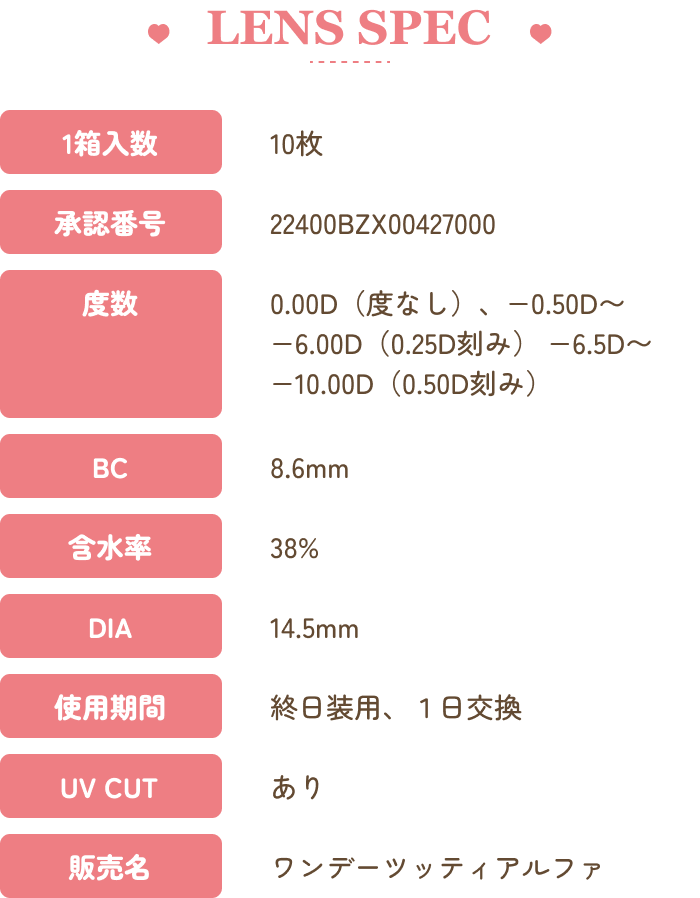 LENS SPEC
1箱入数 10枚
承認番号 22400BZX00427000
度数 0.00D（度なし）、−0.50D〜
−6.00D（0.25D刻み） −6.5D〜
−10.00D（0.50D刻み）
BC 8.6mm
含水率 38%
DIA 14.5mm
使用期間 終日装用、１日交換
UV CUT あり
販売名 ワンデーツッティアルファ